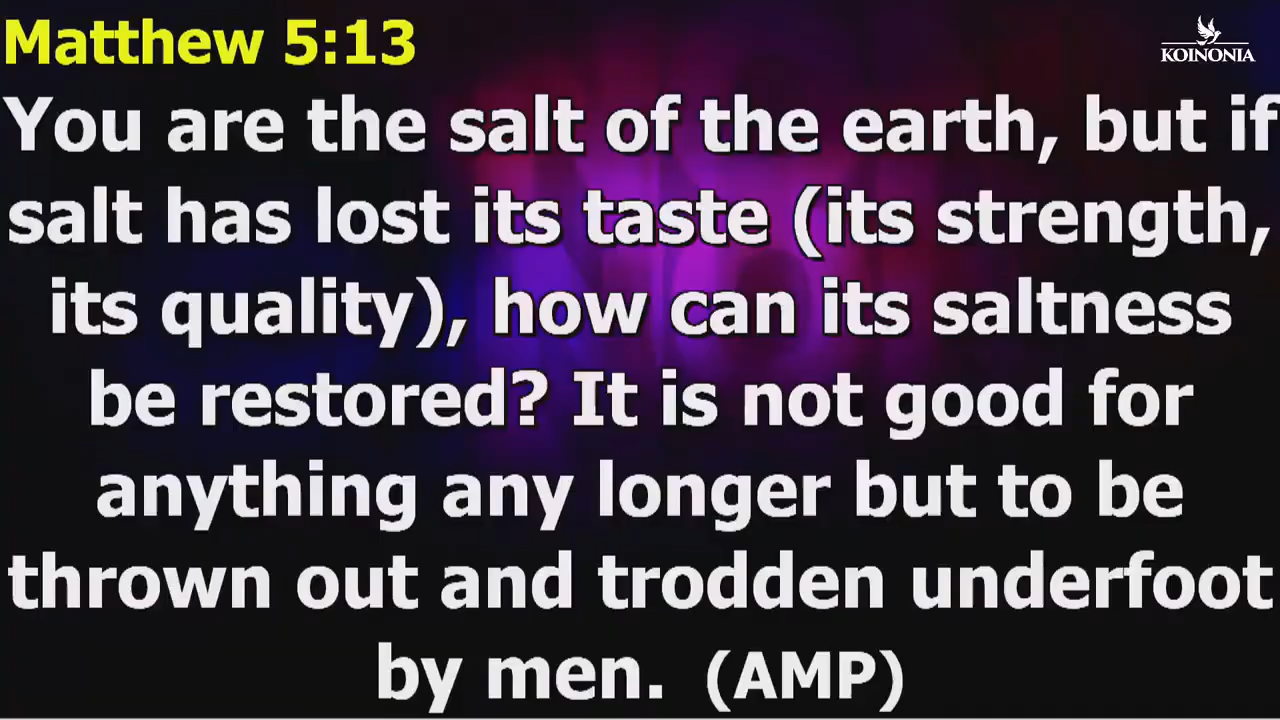 Matthew 5:13
KOINONIA
You are the salt of the earth, but if
salt has lost its taste (its strength,
its quality), how can its saltness
be restored? It is not good for
anything any longer but to be
thrown out and trodden underfoot
by men. (AMP)